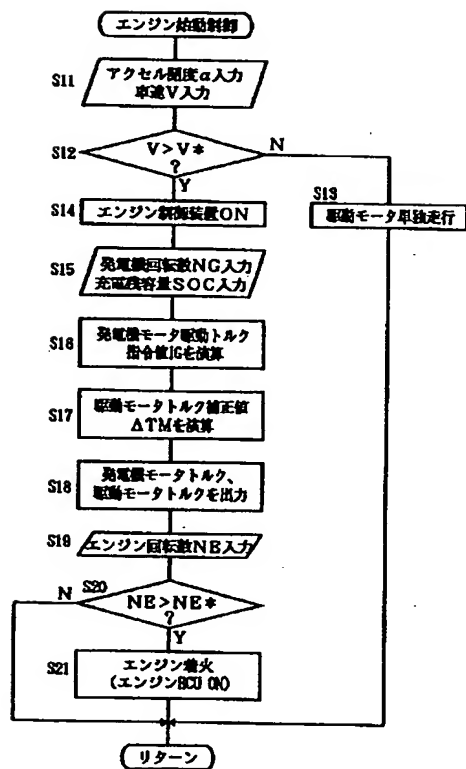 エンジン始動制御
S11
アクセル開度α入力
車速V入力
S12
V>V*
?
N
Y
S13
駆動モータ単独走行
S14
エンジン制御装置ON
S15
発電機回転数NG入力
充電残容量SOC入力
S16
発電機モータ駆動トルク
指令値IGを演算
S17
駆動モータトルク補正値
ΔTMを演算
S18
発電機モータトルク、
駆動モータトルクを出力
S19
エンジン回転数NE入力
S20
N
NE>NE*
?
Y
S21
エンジン着火
(エンジンECU ON)
リターン